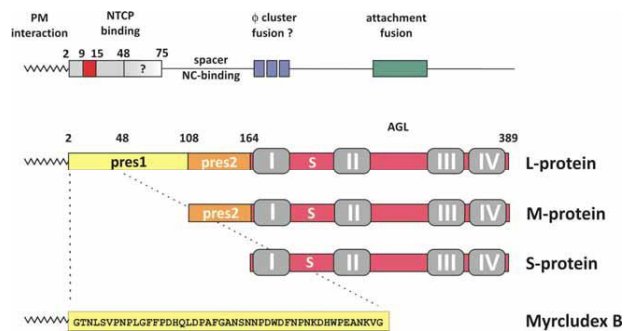 PM interaction
NTCP binding
ϕ cluster fusion ?
attachment fusion
2 9 15 48 75
?
spacer
NC-binding
AGL
2 48 108 164 389
pres1 pres2 I S II III IV L-protein
pres2 I S II III IV M-protein
I S II III IV S-protein
GTNLSVPNPLGFFPDHQLDPAFGANSNNPDWDFNPNKDHWPEANKVG Myrcludex B